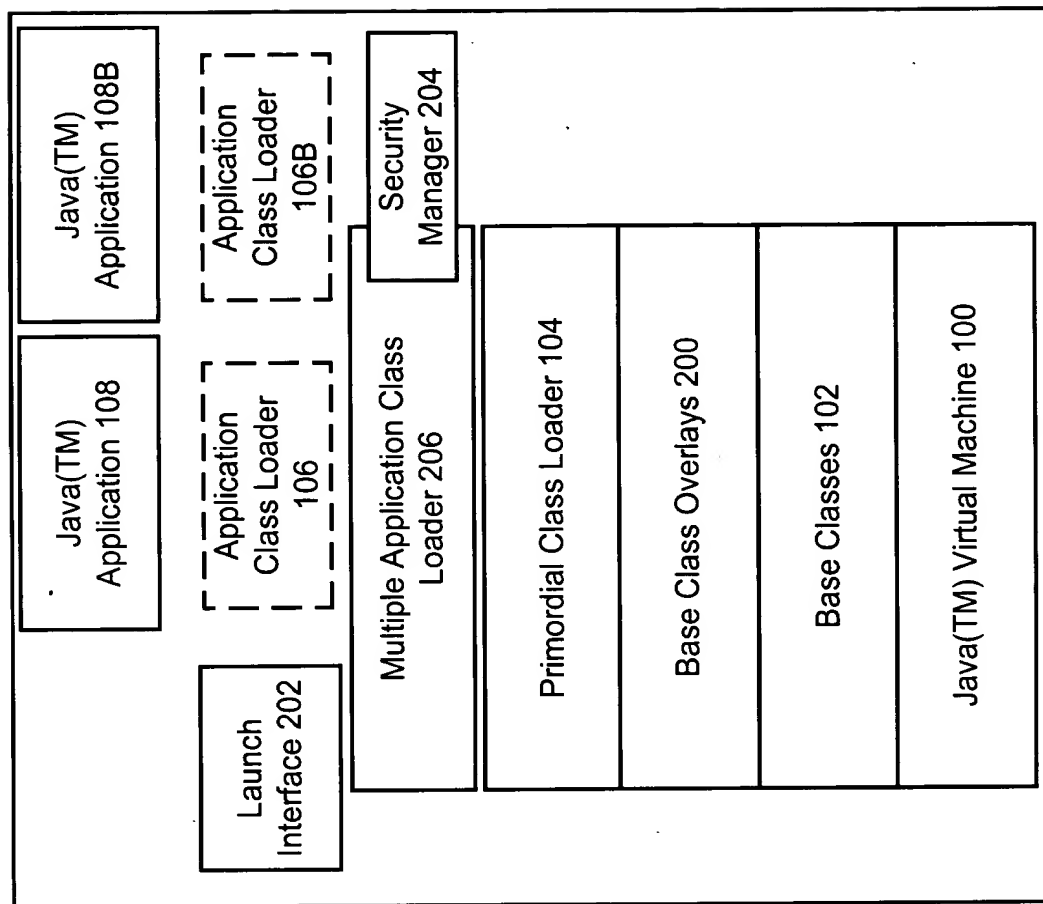 Java(TM)
Application 108
Java(TM)
Application 108B
Launch
Interface 202
Application
Class Loader
106
Application
Class Loader
106B
Multiple Application Class
Loader 206
Security
Manager 204
Primordial Class Loader 104
Base Class Overlays 200
Base Classes 102
Java(TM) Virtual Machine 100